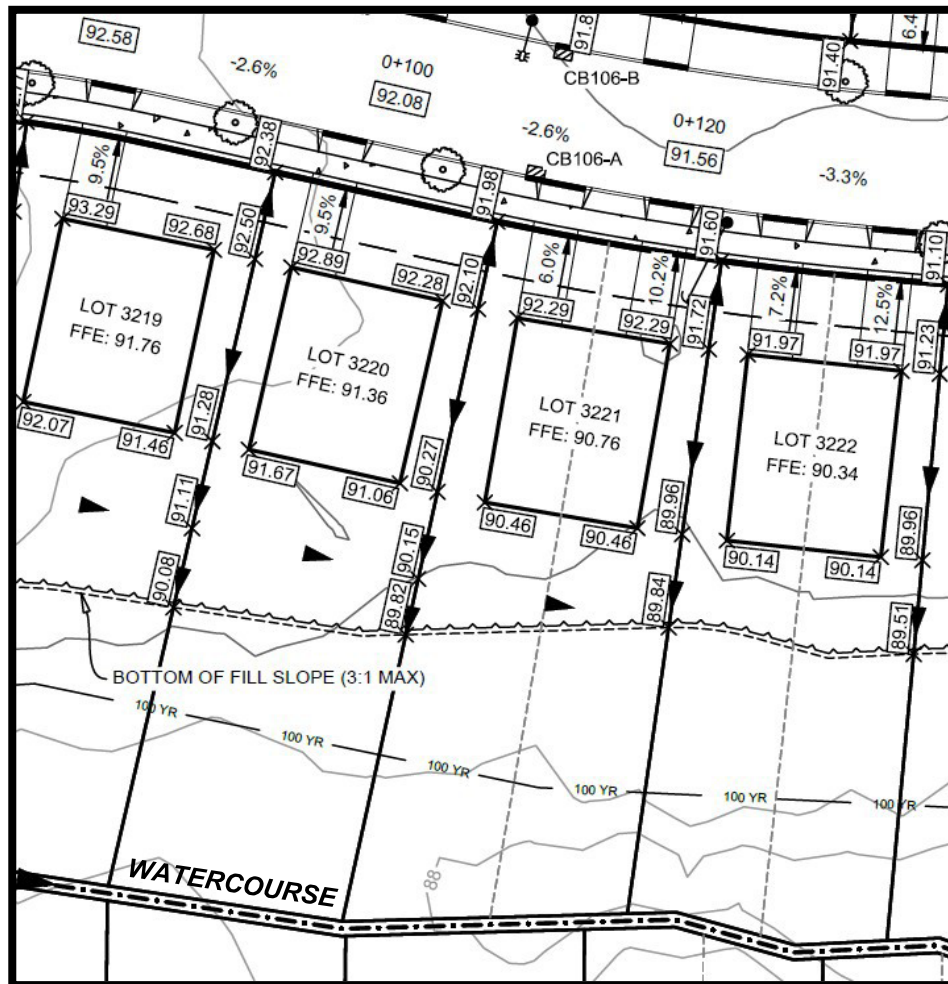 92.58
-2.6%
0+100
92.08
91.8
CB106-B
91.40
6.4
-2.6%
CB106-A
0+120
91.56
-3.3%
9.5%
92.38
9.5%
91.98
91.60
91.10
93.29
92.68
92.50
92.89
92.28
92.10
6.0%
92.29
10.2%
92.29
91.72
7.2%
91.97
12.5%
91.97
91.23
LOT 3219
FFE: 91.76
LOT 3220
FFE: 91.36
LOT 3221
FFE: 90.76
LOT 3222
FFE: 90.34
92.07
91.46
91.28
91.67
91.06
90.27
90.46
90.46
89.96
90.14
90.14
89.96
91.11
90.15
90.08
89.82
89.84
89.51
BOTTOM OF FILL SLOPE (3:1 MAX)
100 YR
100 YR
100 YR
100 YR
100 YR
100 YR
WATERCOURSE
88